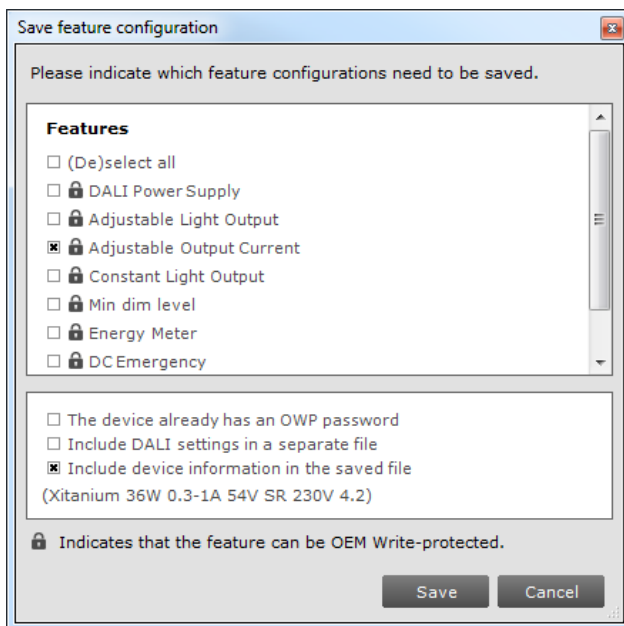 Save feature configuration
Please indicate which feature configurations need to be saved.
Features
(De)select all
DALI Power Supply
Adjustable Light Output
Adjustable Output Current
Constant Light Output
Min dim level
Energy Meter
DC Emergency
The device already has an OWP password
Include DALI settings in a separate file
Include device information in the saved file
(Xitanium 36W 0.3-1A 54V SR 230V 4.2)
Indicates that the feature can be OEM Write-protected.
Save Cancel